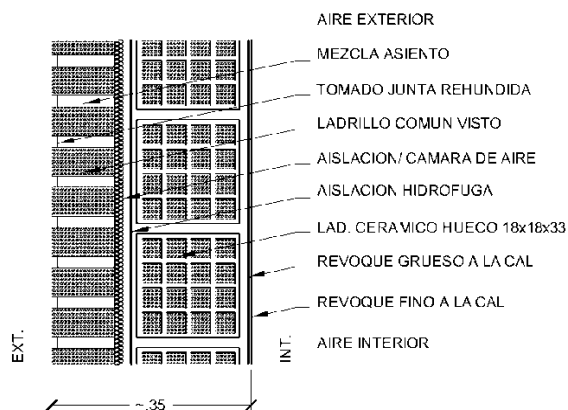 AIRE EXTERIOR
MEZCLA ASIENTO
TOMADO JUNTA REHUNDIDA
LADRILLO COMUN VISTO
AISLACION/ CAMARA DE AIRE
AISLACION HIDROFUGA
LAD. CERAMICO HUECO 18x18x33
REVOQUE GRUESO A LA CAL
REVOQUE FINO A LA CAL
AIRE INTERIOR
EXT.
INT.
~.35